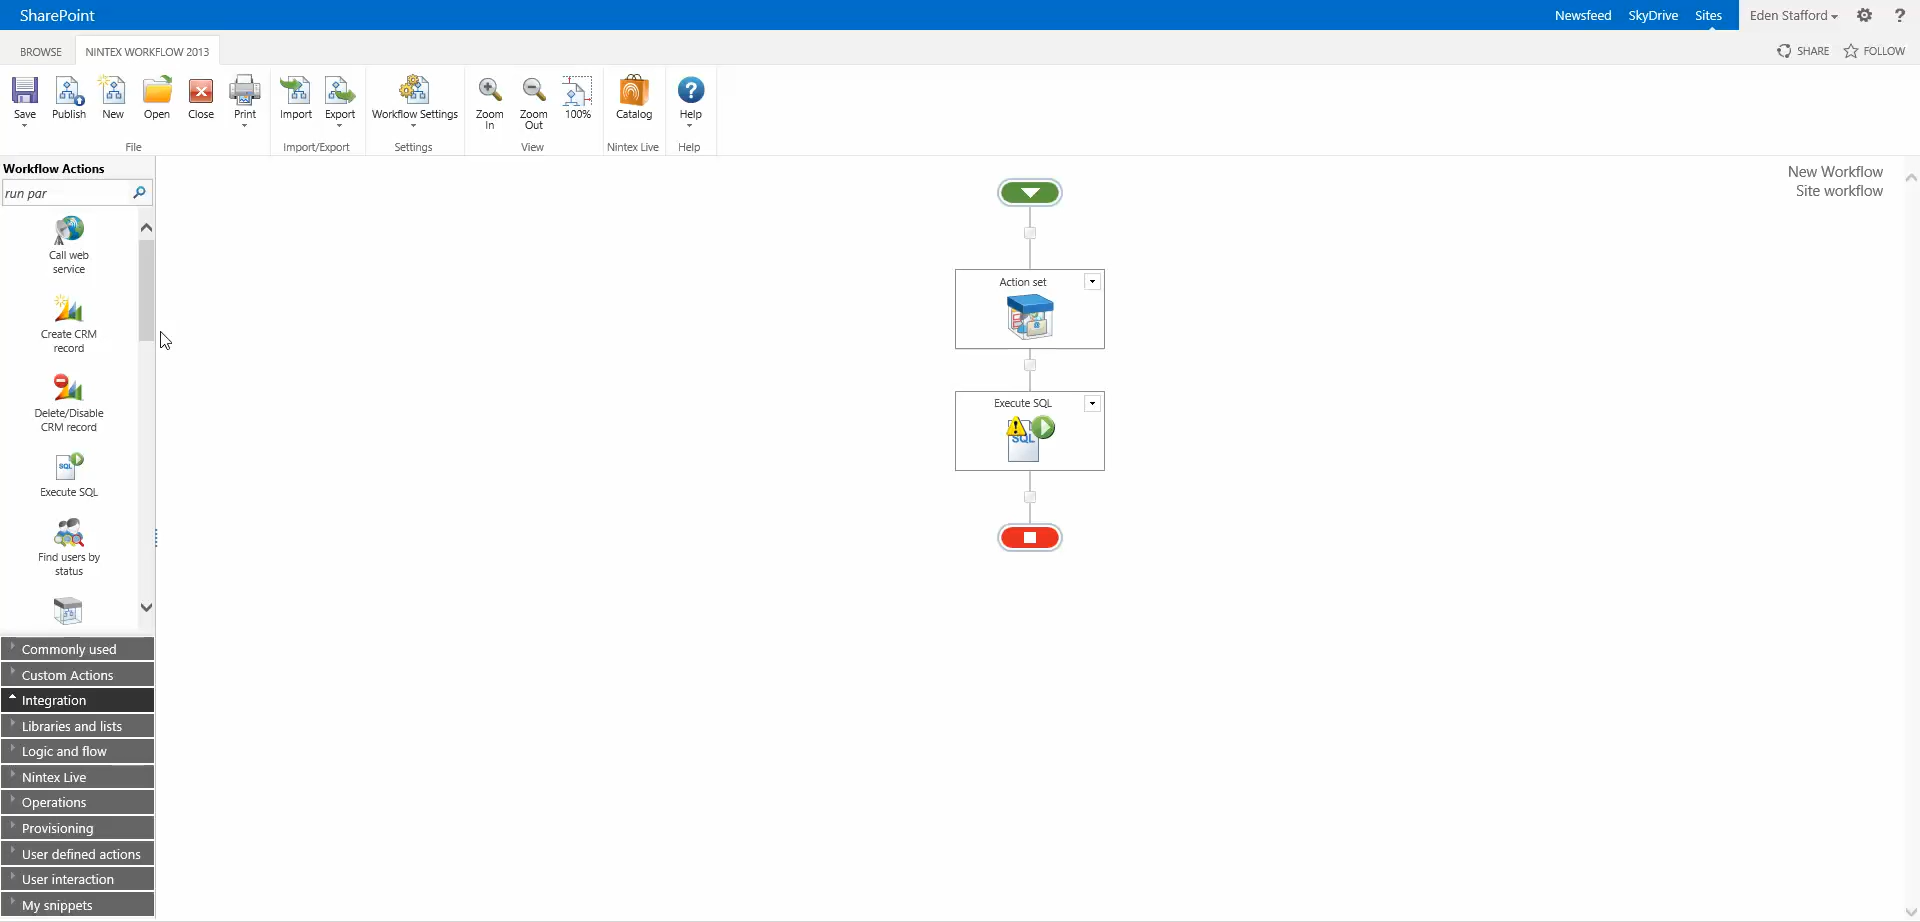 SharePoint
Newsfeed SkyDrive Sites Eden Stafford ?
BROWSE NINTEX WORKFLOW 2013 SHARE FOLLOW
Save Publish New Open Close Print Import Export Workflow Settings Zoom In Zoom Out 100% Catalog Help
File Import/Export Settings View Nintex Live Help
Workflow Actions
run par
Call web
service
Create CRM
record
Delete/Disable
CRM record
SQL
Execute SQL
Find users by
status
Commonly used
Custom Actions
Integration
Libraries and lists
Logic and flow
Nintex Live
Operations
Provisioning
User defined actions
User interaction
My snippets
Action set
Execute SQL
SQL
New Workflow
Site workflow